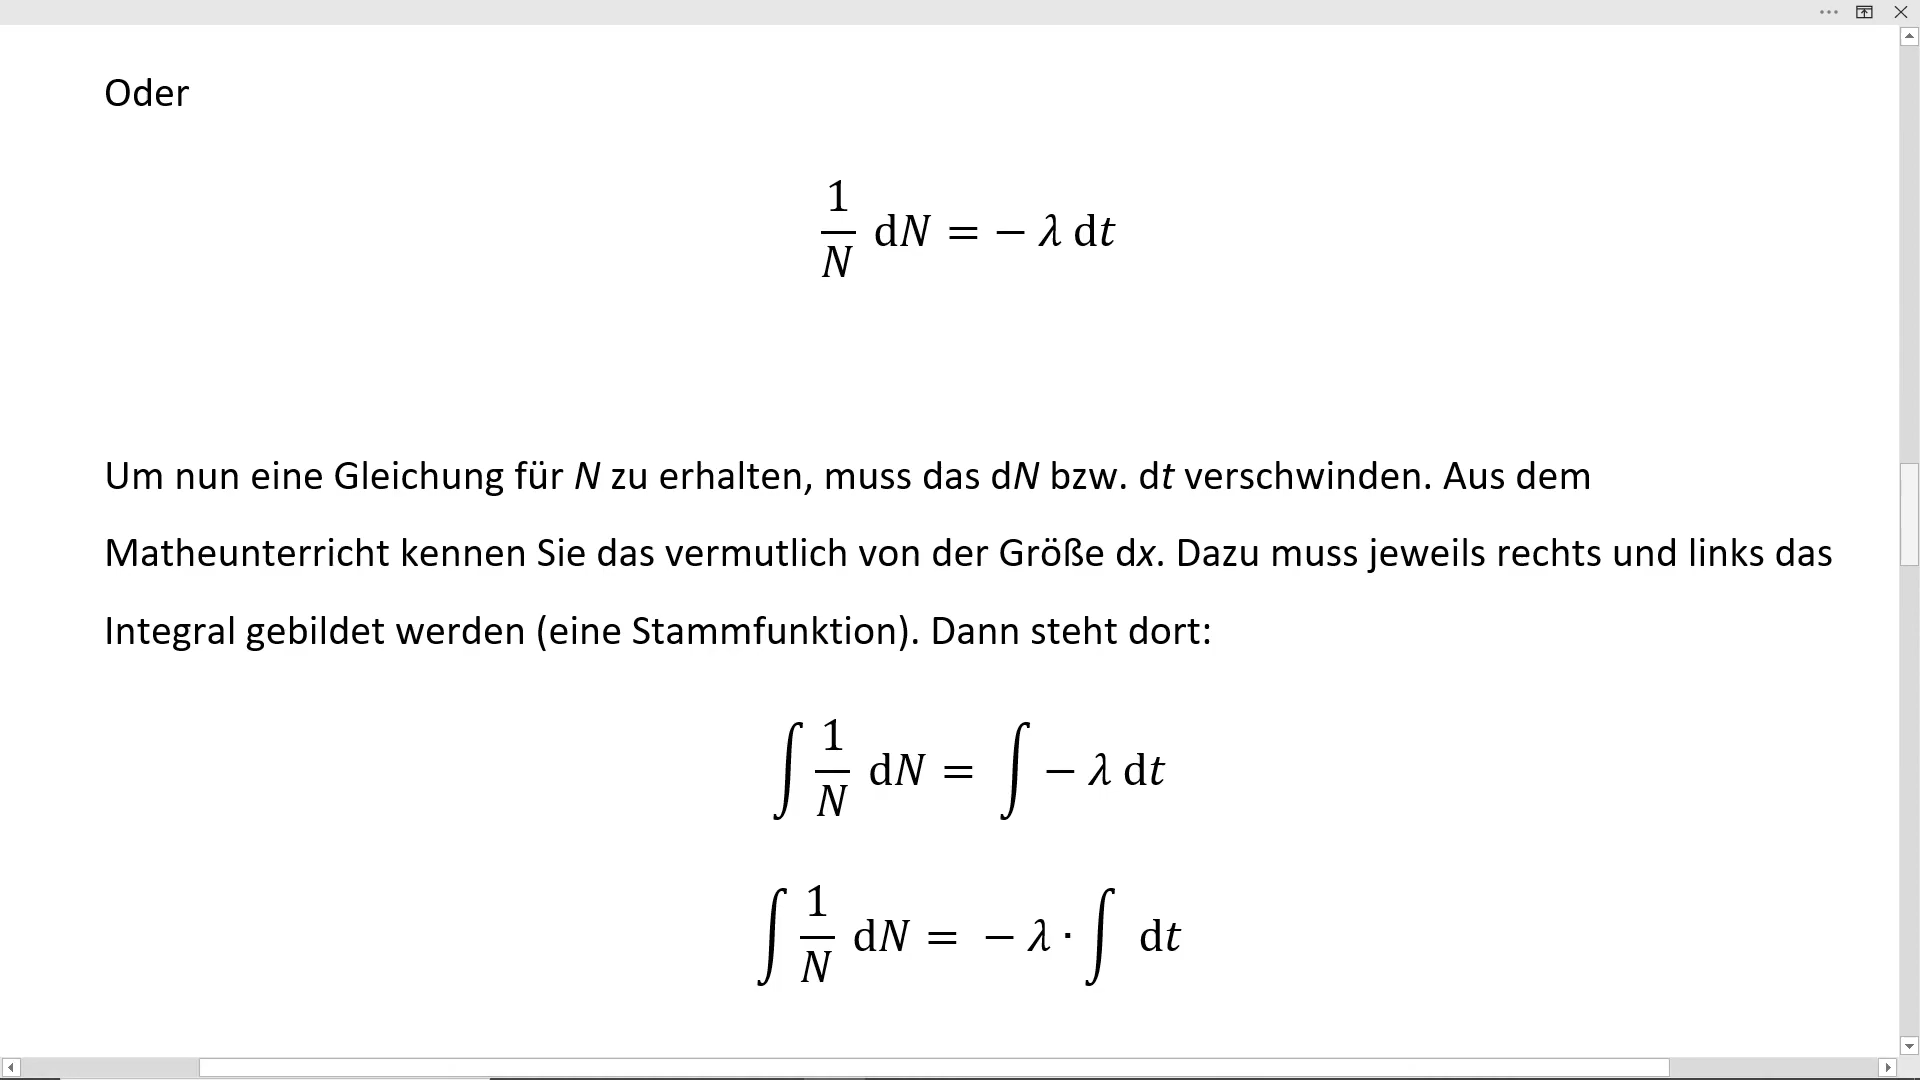 Oder
1/N dN = − λ dt
Um nun eine Gleichung für N zu erhalten, muss das dN bzw. dt verschwinden. Aus dem
Matheunterricht kennen Sie das vermutlich von der Größe dx. Dazu muss jeweils rechts und links das
Integral gebildet werden (eine Stammfunktion). Dann steht dort:
∫ 1/N dN = ∫ − λ dt
∫ 1/N dN = − λ · ∫ dt